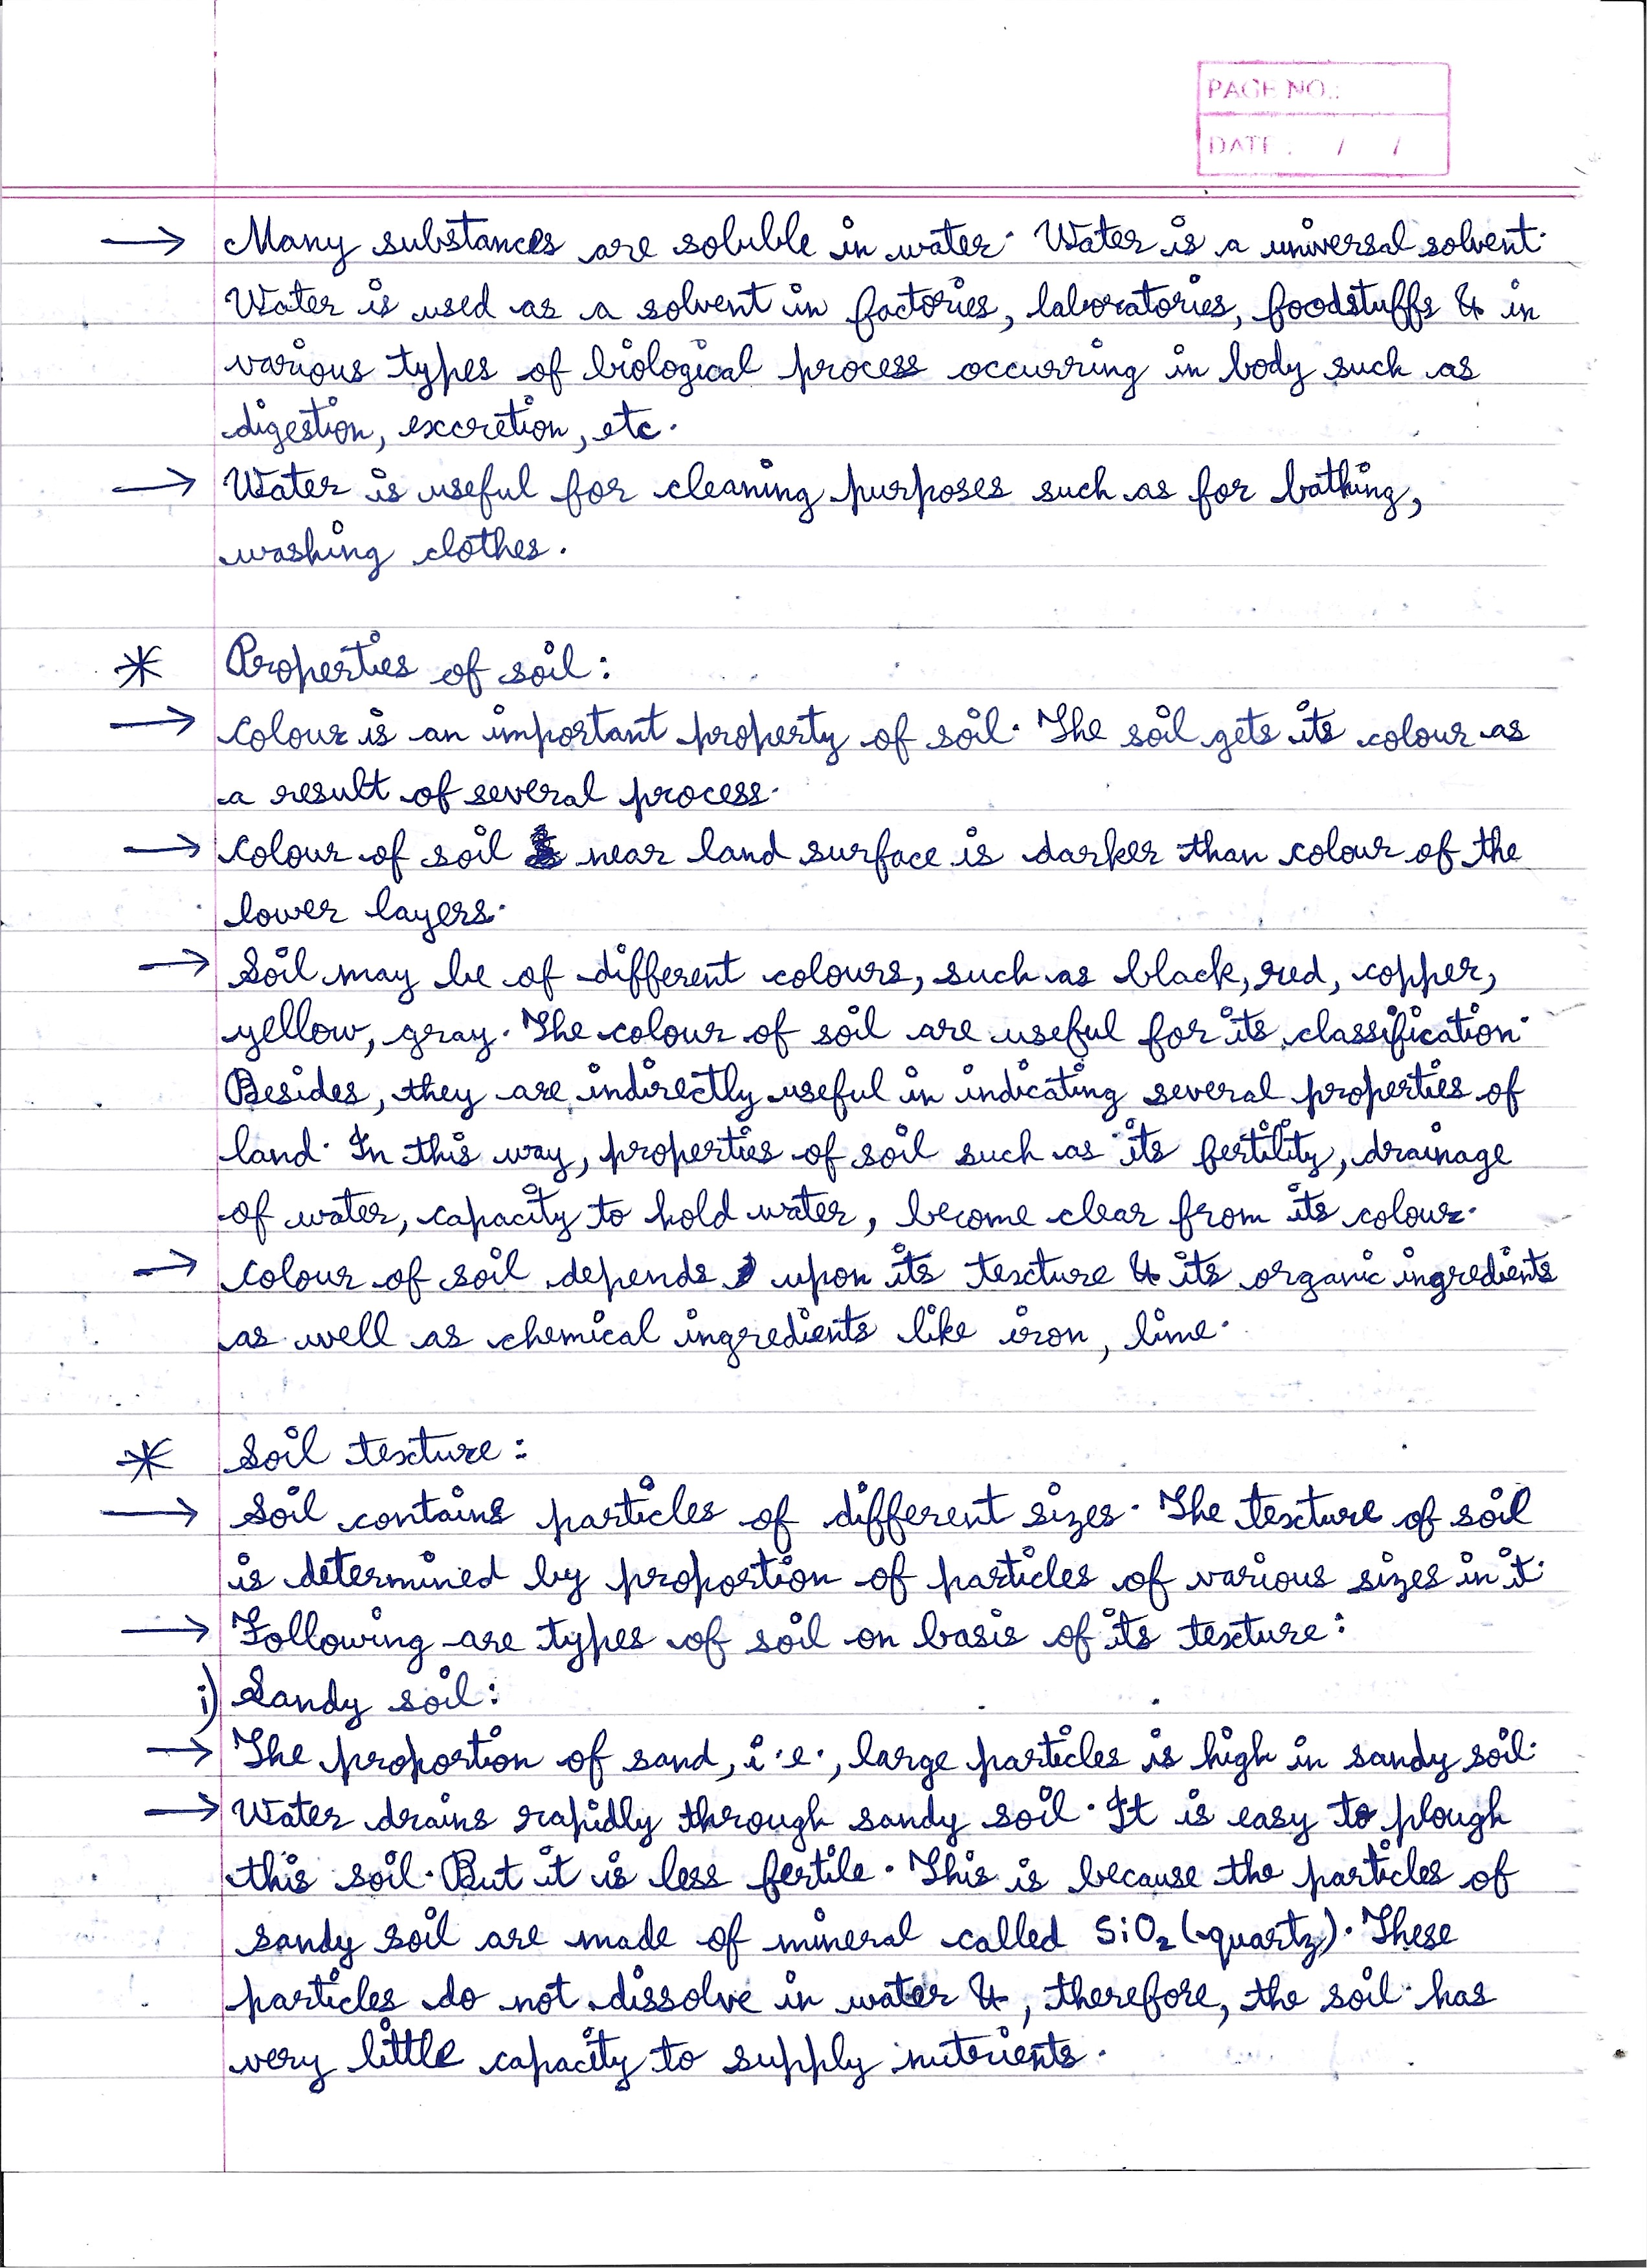 PAGE NO.:
DATE : / /
→ Many substances are soluble in water. Water is a universal solvent.
Water is used as a solvent in factories, laboratories, foodstuffs & in
various types of biological process occurring in body such as
digestion, excretion, etc.
→ Water is useful for cleaning purposes such as for bathing,
washing clothes.
* Properties of soil:
→ Colour is an important property of soil. The soil gets its colour as
a result of several process.
→ Colour of soil near land surface is darker than colour of the
lower layers.
→ Soil may be of different colours, such as black, red, copper,
yellow, gray. The colour of soil are useful for its classification.
Besides, they are indirectly useful in indicating several properties of
land. In this way, properties of soil such as its fertility, drainage
of water, capacity to hold water, become clear from its colour.
→ Colour of soil depends upon its texture & its organic ingredients
as well as chemical ingredients like iron, lime.
* Soil texture:
→ Soil contains particles of different sizes. The texture of soil
is determined by proportion of particles of various sizes in it.
→ Following are types of soil on basis of its texture:
i) Sandy soil:
→ The proportion of sand, i.e., large particles is high in sandy soil.
→ Water drains rapidly through sandy soil. It is easy to plough
this soil. But it is less fertile. This is because the particles of
sandy soil are made of mineral called SiO₂ (quartz). These
particles do not dissolve in water &, therefore, the soil has
very little capacity to supply nutrients.